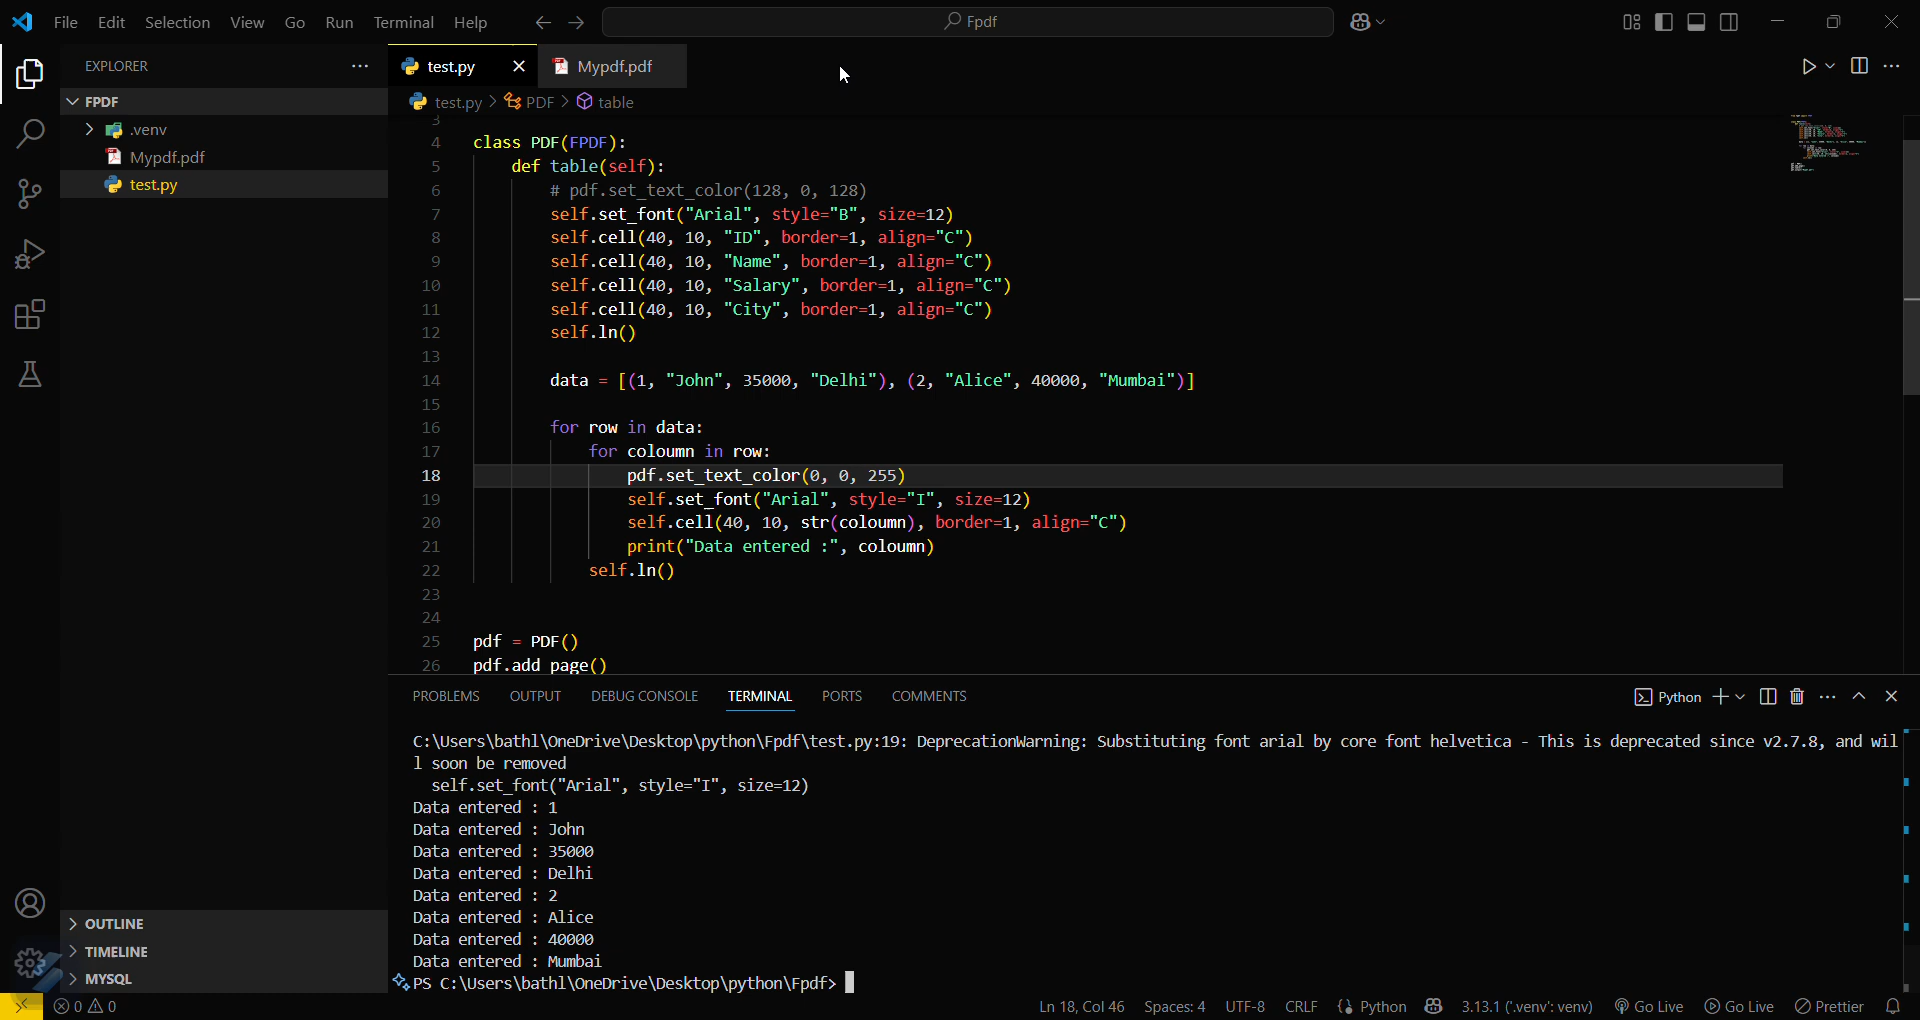 File Edit Selection View Go Run Terminal Help
Fpdf
EXPLORER
test.py
Mypdf.pdf
FPDF
test.py > PDF > table
.venv
Mypdf.pdf
test.py
3
4 class PDF(FPDF):
5 def table(self):
6 # pdf.set_text_color(128, 0, 128)
7 self.set_font("Arial", style="B", size=12)
8 self.cell(40, 10, "ID", border=1, align="C")
9 self.cell(40, 10, "Name", border=1, align="C")
10 self.cell(40, 10, "Salary", border=1, align="C")
11 self.cell(40, 10, "City", border=1, align="C")
12 self.ln()
13
14 data = [(1, "John", 35000, "Delhi"), (2, "Alice", 40000, "Mumbai")]
15
16 for row in data:
17 for coloumn in row:
18 pdf.set_text_color(0, 0, 255)
19 self.set_font("Arial", style="I", size=12)
20 self.cell(40, 10, str(coloumn), border=1, align="C")
21 print("Data entered :", coloumn)
22 self.ln()
23
24
25 pdf = PDF()
26 pdf.add_page()
PROBLEMS OUTPUT DEBUG CONSOLE TERMINAL PORTS COMMENTS
Python
C:\Users\bathl\OneDrive\Desktop\python\Fpdf\test.py:19: DeprecationWarning: Substituting font arial by core font helvetica - This is deprecated since v2.7.8, and wil
l soon be removed
self.set_font("Arial", style="I", size=12)
Data entered : 1
Data entered : John
Data entered : 35000
Data entered : Delhi
Data entered : 2
Data entered : Alice
Data entered : 40000
Data entered : Mumbai
PS C:\Users\bathl\OneDrive\Desktop\python\Fpdf>
OUTLINE
TIMELINE
MYSQL
0 0
Ln 18, Col 46 Spaces: 4 UTF-8 CRLF Python 3.13.1 ('.venv': venv) Go Live Go Live Prettier